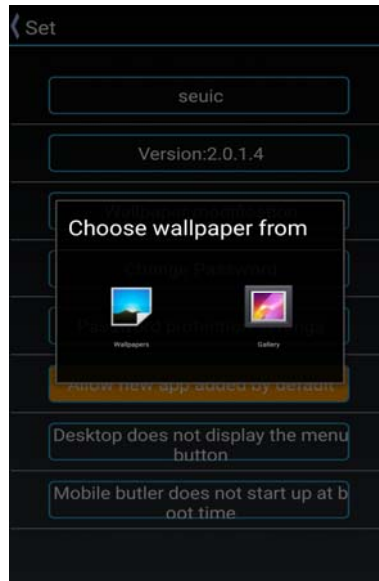 Set
seuic
Version:2.0.1.4
Choose wallpaper from
Change Password
Wallpapers
Gallery
Allow new app added by default
Desktop does not display the menu
button
Mobile butler does not start up at b
oot time